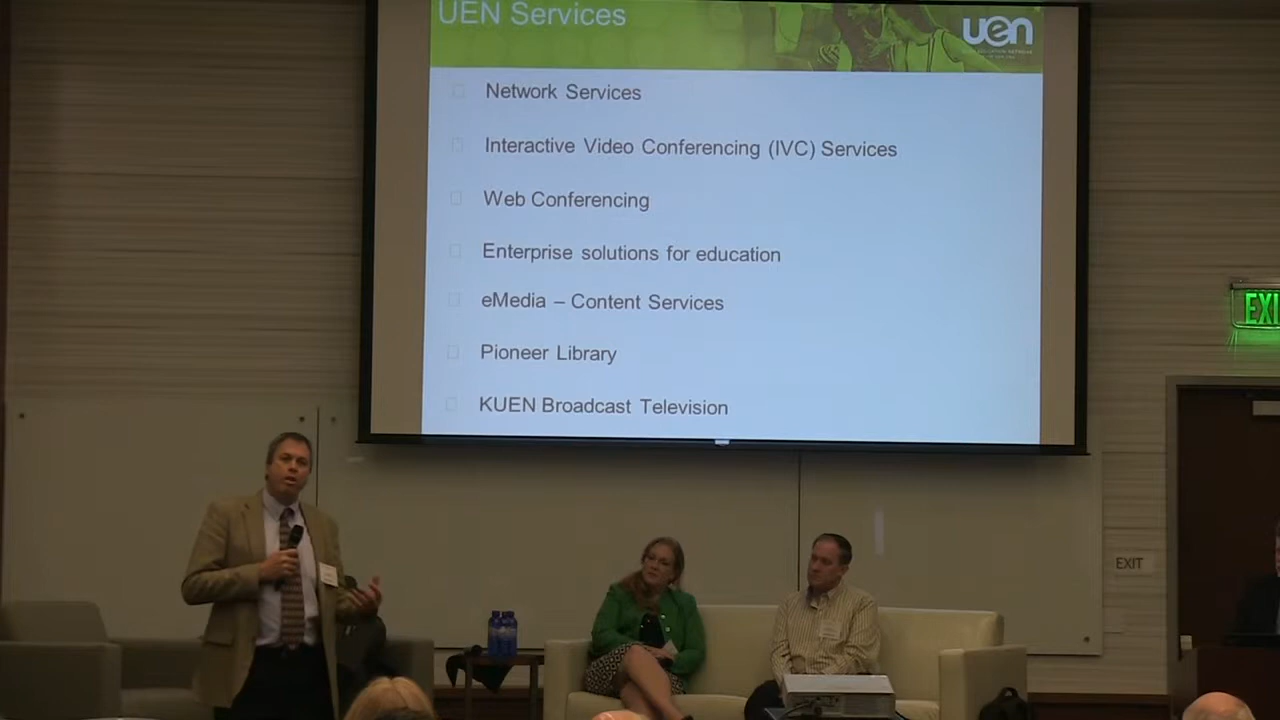 UEN Services
uen
Network Services
Interactive Video Conferencing (IVC) Services
Web Conferencing
Enterprise solutions for education
eMedia – Content Services
Pioneer Library
KUEN Broadcast Television
EXI
EXIT